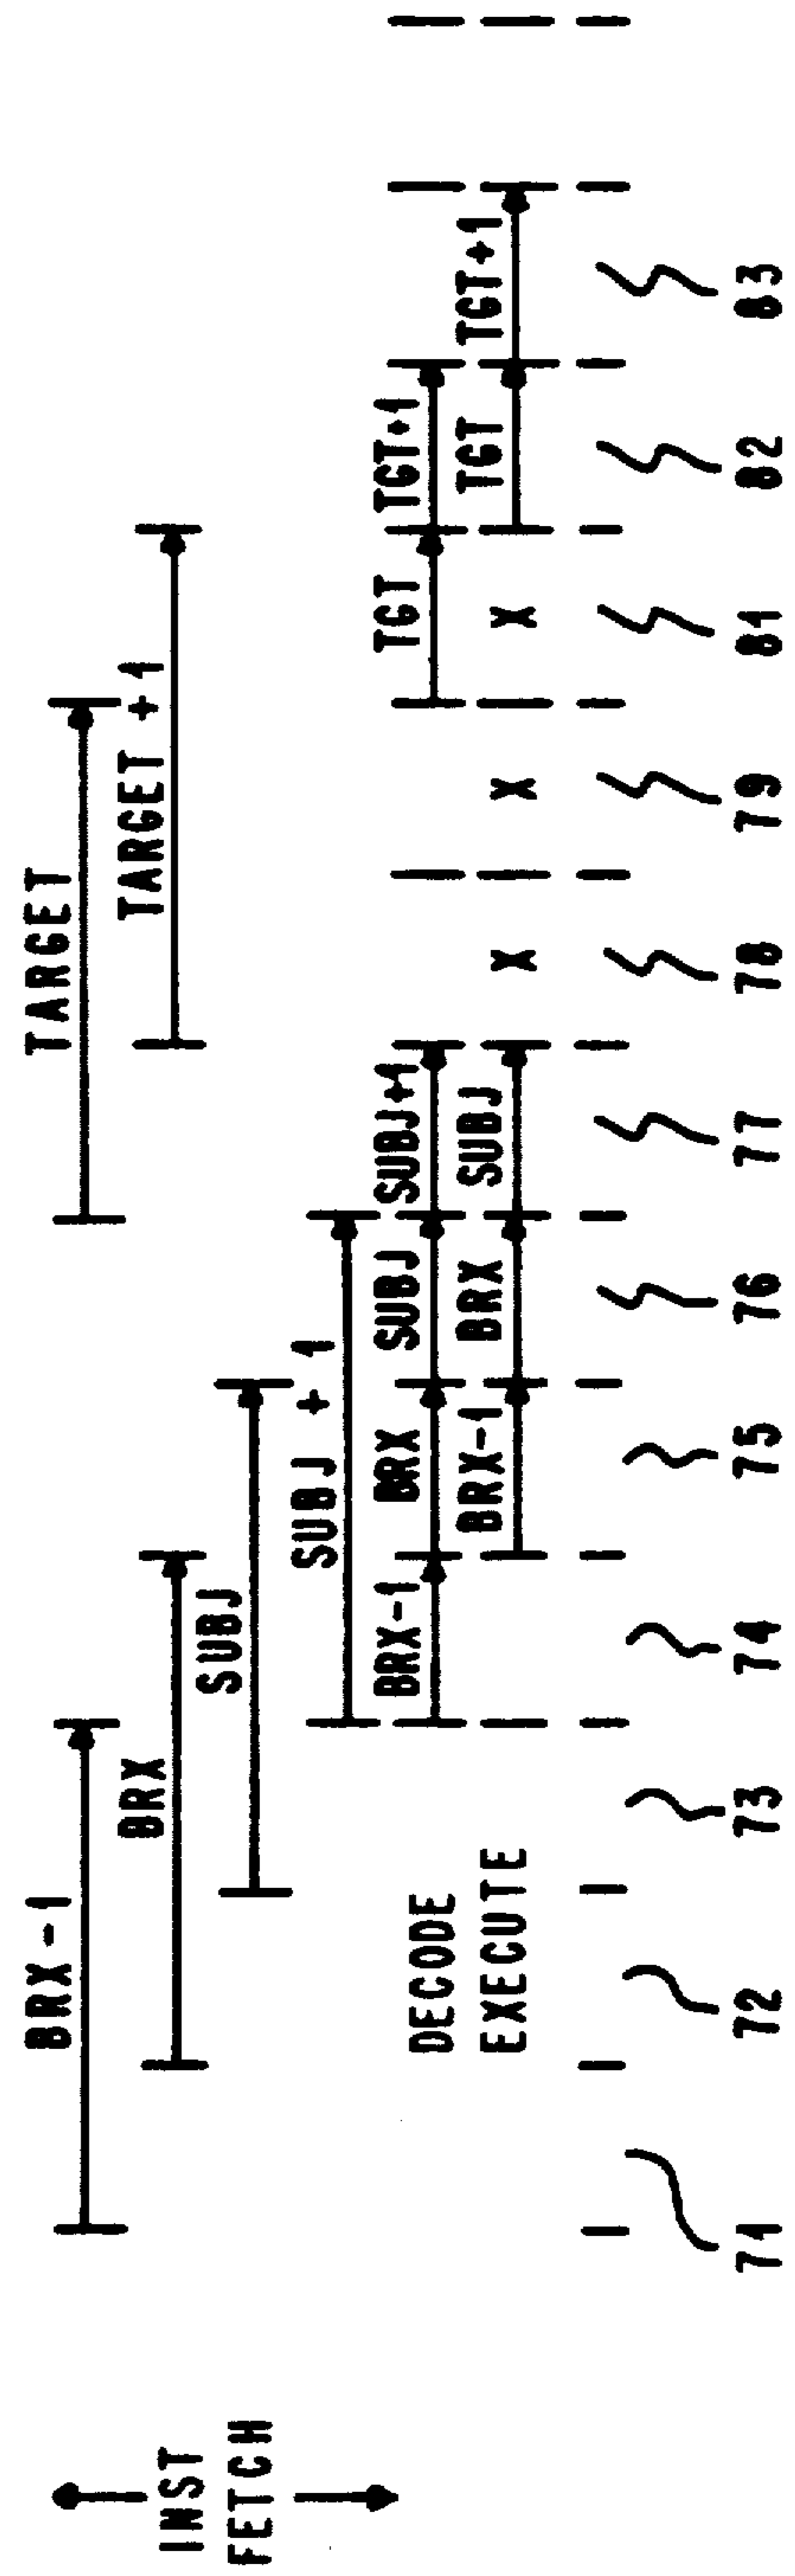 INST
FETCH
BRX-1
TARGET
BRX
TARGET + 1
SUBJ
SUBJ + 1
DECODE
BRX-1
BRX
SUBJ
SUBJ+1
TGT
TGT+1
EXECUTE
BRX-1
BRX
SUBJ
X
X
X
TGT
TGT+1
71
72
73
74
75
76
77
78
79
81
82
83